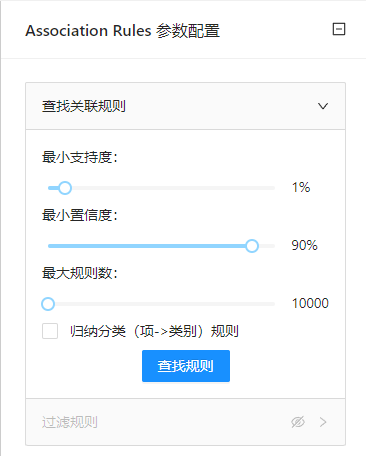 Association Rules 参数配置
查找关联规则
最小支持度：
1%
最小置信度：
90%
最大规则数：
10000
归纳分类（项->类别）规则
查找规则
过滤规则